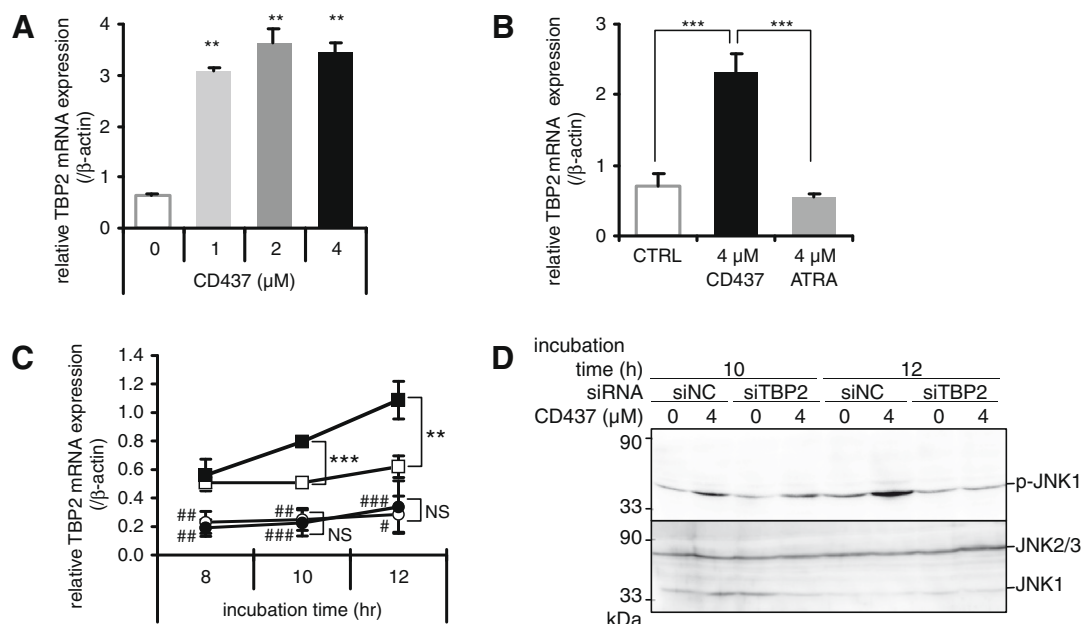 A
relative TBP2 mRNA expression
(/β-actin)
4
3
2
1
0
**
**
**
0 1 2 4
CD437 (µM)
B
relative TBP2 mRNA expression
(/β-actin)
3
2
1
0
*** ***
CTRL 4 µM 4 µM
CD437 ATRA
C
relative TBP2 mRNA expression
(/β-actin)
1.4
1.2
1.0
0.8
0.6
0.4
0.2
0.0
**
***
## ## ###
NS
## ### NS #
8 10 12
incubation time (hr)
D
incubation
time (h) 10 12
siRNA siNC siTBP2 siNC siTBP2
CD437 (µM) 0 4 0 4 0 4 0 4
90
p-JNK1
33
90
JNK2/3
JNK1
33
kDa